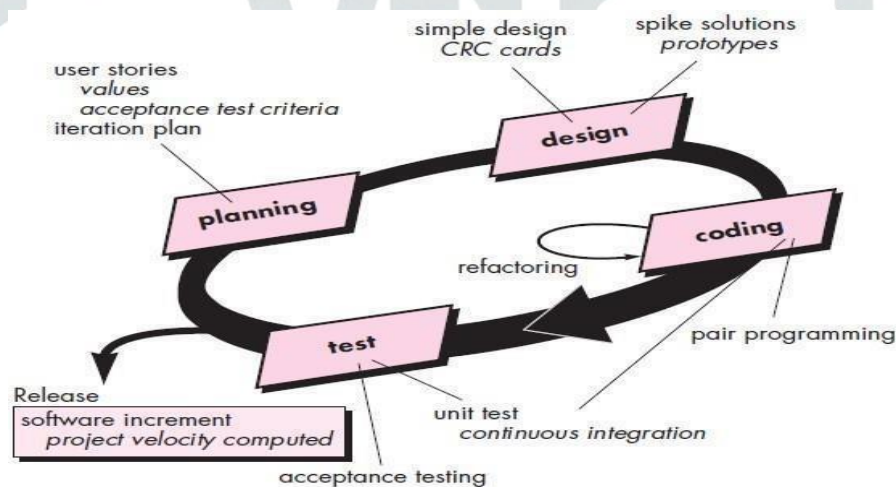 simple design
CRC cards
spike solutions
prototypes
user stories
values
acceptance test criteria
iteration plan
design
planning
coding
refactoring
test
pair programming
Release
software increment
project velocity computed
unit test
continuous integration
acceptance testing